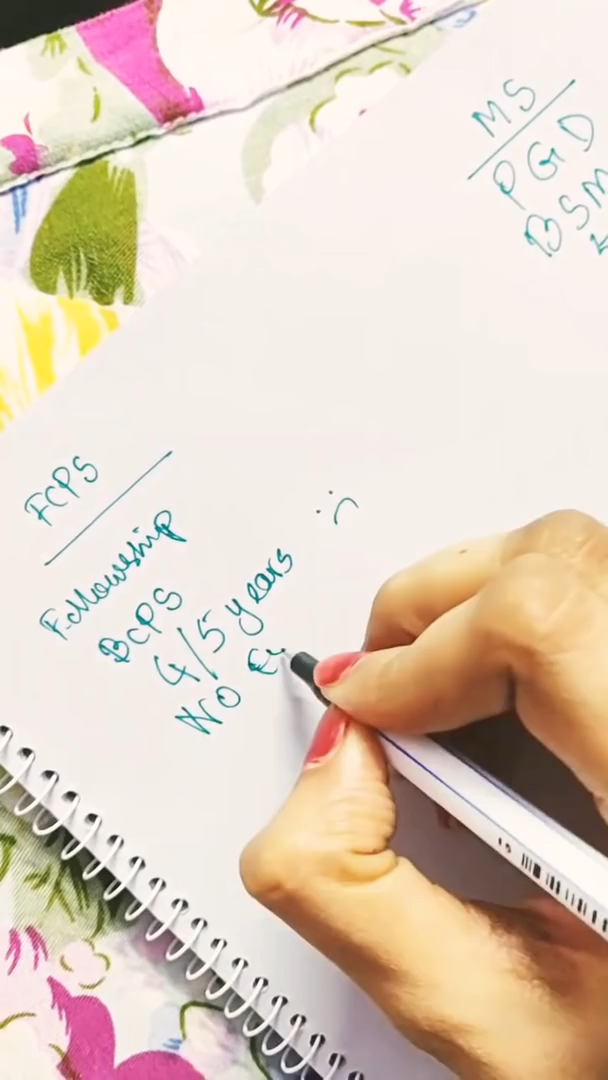 FCPS
Fellowship
BCPS
4/5 years :(
NO
MS
PGD
BSM